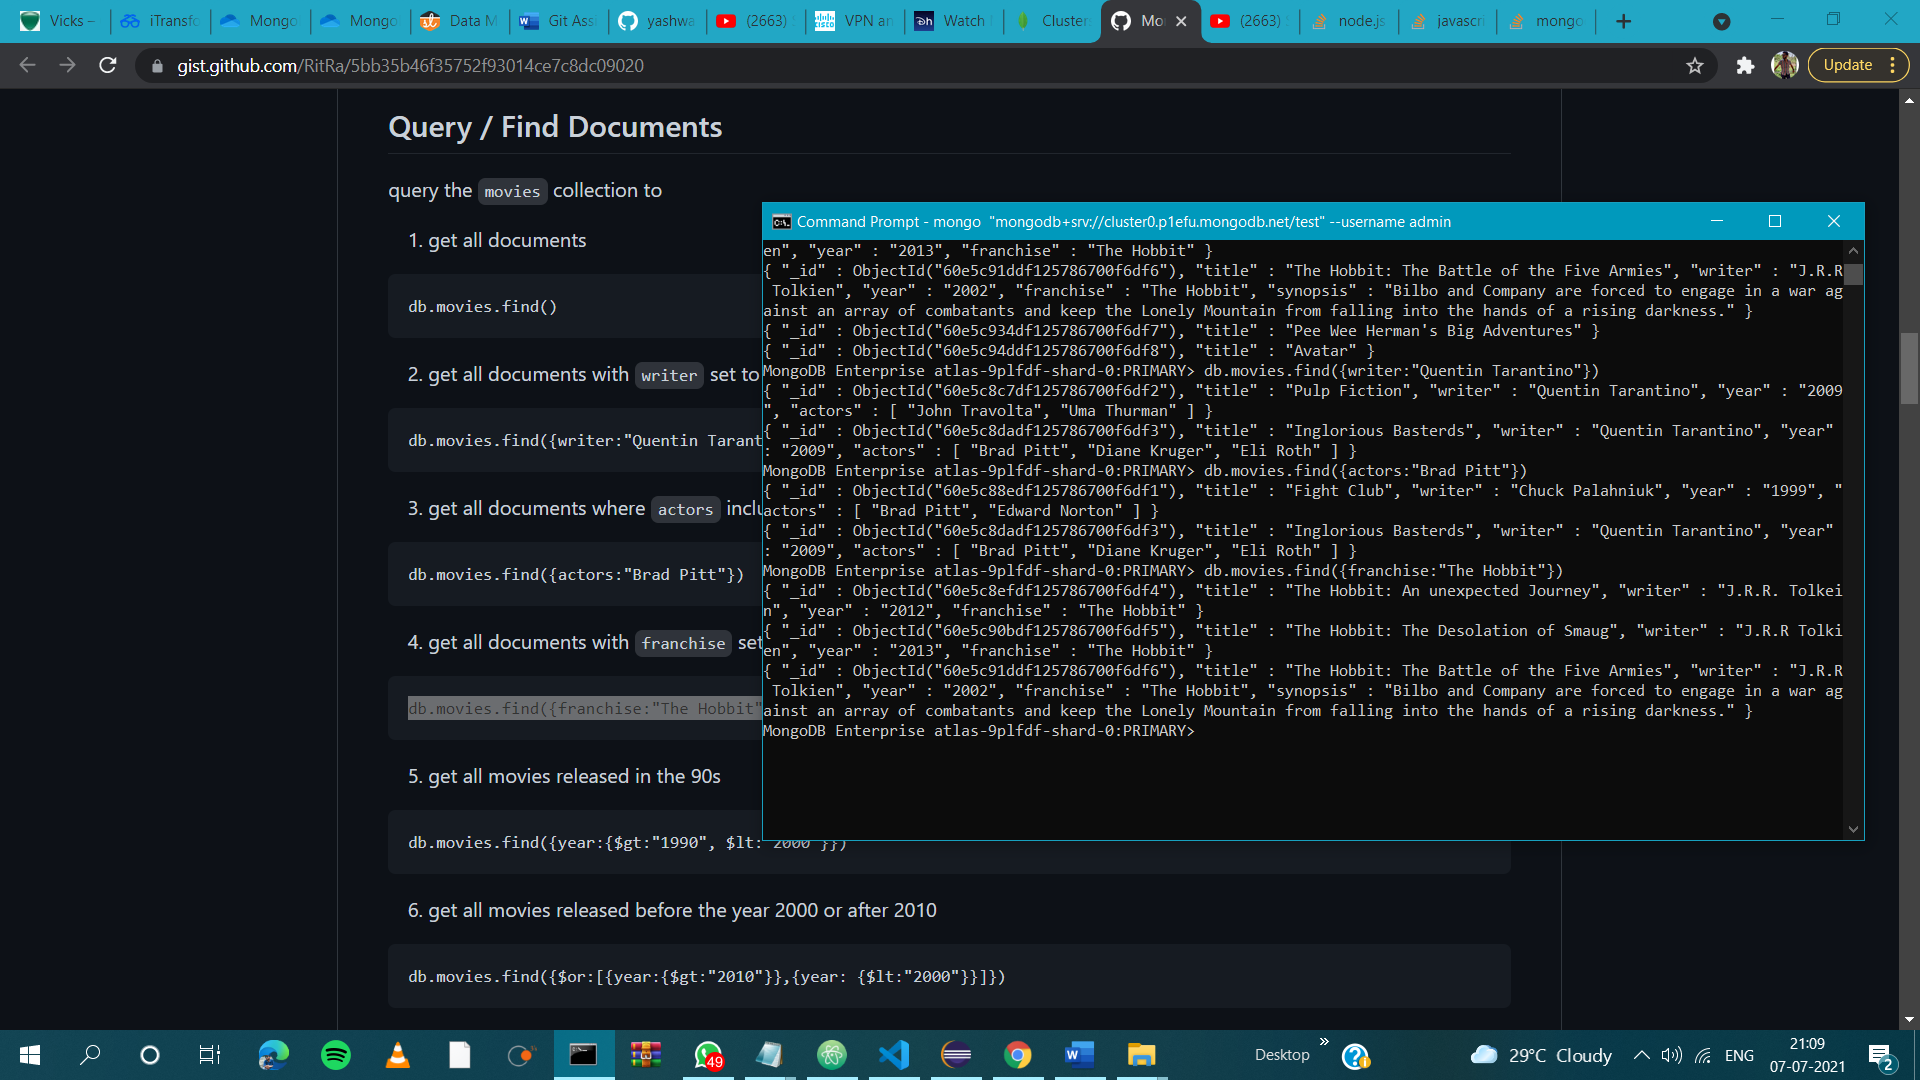 Vicks –
iTransfo
Mongo
Mongo
Data M
Git Assi
yashwa
(2663)
VPN an
Watch
Cluster
Mo
(2663)
node.js
javascri
mongo
gist.github.com/RitRa/5bb35b46f35752f93014ce7c8dc09020
Update
Query / Find Documents
query the movies collection to
1. get all documents
db.movies.find()
2. get all documents with writer set to
db.movies.find({writer:"Quentin Tarant
3. get all documents where actors inclu
db.movies.find({actors:"Brad Pitt"})
4. get all documents with franchise set
db.movies.find({franchise:"The Hobbit"
5. get all movies released in the 90s
db.movies.find({year:{$gt:"1990", $lt:"2000"}})
6. get all movies released before the year 2000 or after 2010
db.movies.find({$or:[{year:{$gt:"2010"}},{year: {$lt:"2000"}}]})
Command Prompt - mongo "mongodb+srv://cluster0.p1efu.mongodb.net/test" --username admin
en", "year" : "2013", "franchise" : "The Hobbit" }
{ "_id" : ObjectId("60e5c91ddf125786700f6df6"), "title" : "The Hobbit: The Battle of the Five Armies", "writer" : "J.R.R
Tolkien", "year" : "2002", "franchise" : "The Hobbit", "synopsis" : "Bilbo and Company are forced to engage in a war ag
ainst an array of combatants and keep the Lonely Mountain from falling into the hands of a rising darkness." }
{ "_id" : ObjectId("60e5c934df125786700f6df7"), "title" : "Pee Wee Herman's Big Adventures" }
{ "_id" : ObjectId("60e5c94ddf125786700f6df8"), "title" : "Avatar" }
MongoDB Enterprise atlas-9plfdf-shard-0:PRIMARY> db.movies.find({writer:"Quentin Tarantino"})
{ "_id" : ObjectId("60e5c8c7df125786700f6df2"), "title" : "Pulp Fiction", "writer" : "Quentin Tarantino", "year" : "2009
", "actors" : [ "John Travolta", "Uma Thurman" ] }
{ "_id" : ObjectId("60e5c8dadf125786700f6df3"), "title" : "Inglorious Basterds", "writer" : "Quentin Tarantino", "year"
: "2009", "actors" : [ "Brad Pitt", "Diane Kruger", "Eli Roth" ] }
MongoDB Enterprise atlas-9plfdf-shard-0:PRIMARY> db.movies.find({actors:"Brad Pitt"})
{ "_id" : ObjectId("60e5c88edf125786700f6df1"), "title" : "Fight Club", "writer" : "Chuck Palahniuk", "year" : "1999", "
actors" : [ "Brad Pitt", "Edward Norton" ] }
{ "_id" : ObjectId("60e5c8dadf125786700f6df3"), "title" : "Inglorious Basterds", "writer" : "Quentin Tarantino", "year"
: "2009", "actors" : [ "Brad Pitt", "Diane Kruger", "Eli Roth" ] }
MongoDB Enterprise atlas-9plfdf-shard-0:PRIMARY> db.movies.find({franchise:"The Hobbit"})
{ "_id" : ObjectId("60e5c8efdf125786700f6df4"), "title" : "The Hobbit: An unexpected Journey", "writer" : "J.R.R. Tolkei
n", "year" : "2012", "franchise" : "The Hobbit" }
{ "_id" : ObjectId("60e5c90bdf125786700f6df5"), "title" : "The Hobbit: The Desolation of Smaug", "writer" : "J.R.R Tolki
en", "year" : "2013", "franchise" : "The Hobbit" }
{ "_id" : ObjectId("60e5c91ddf125786700f6df6"), "title" : "The Hobbit: The Battle of the Five Armies", "writer" : "J.R.R
Tolkien", "year" : "2002", "franchise" : "The Hobbit", "synopsis" : "Bilbo and Company are forced to engage in a war ag
ainst an array of combatants and keep the Lonely Mountain from falling into the hands of a rising darkness." }
MongoDB Enterprise atlas-9plfdf-shard-0:PRIMARY>
49
Desktop
29°C Cloudy
ENG
21:09
07-07-2021
2